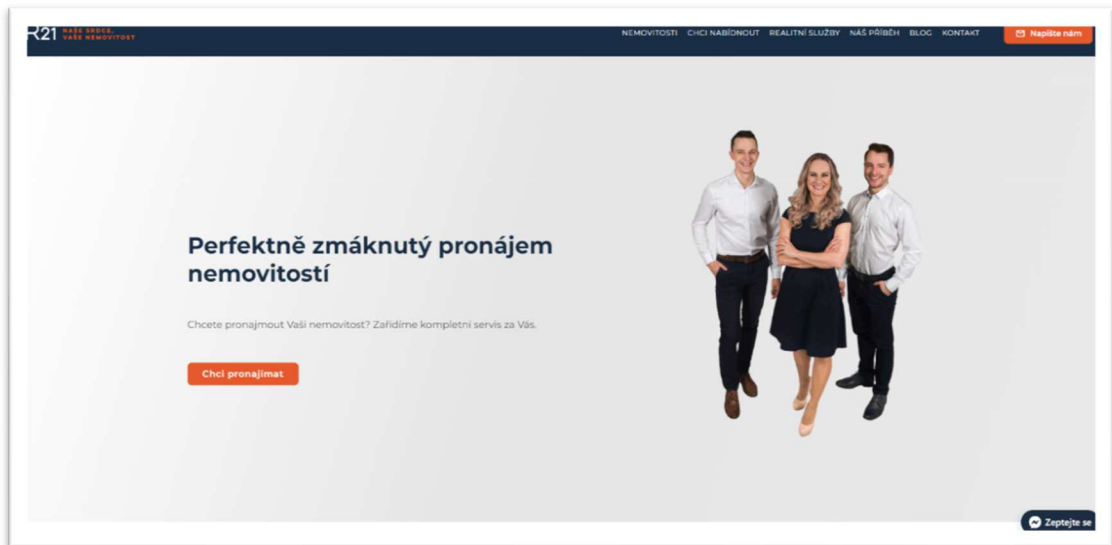 R21 NAŠE SRDCE,
VAŠE NEMOVITOST
NEMOVITOSTI CHCI NABÍDNOUT REALITNÍ SLUŽBY NÁŠ PŘÍBĚH BLOG KONTAKT Napište nám
Perfektně zmáknutý pronájem
nemovitostí
Chcete pronajmout Vaši nemovitost? Zařídíme kompletní servis za Vás.
Chci pronajímat
Zeptejte se